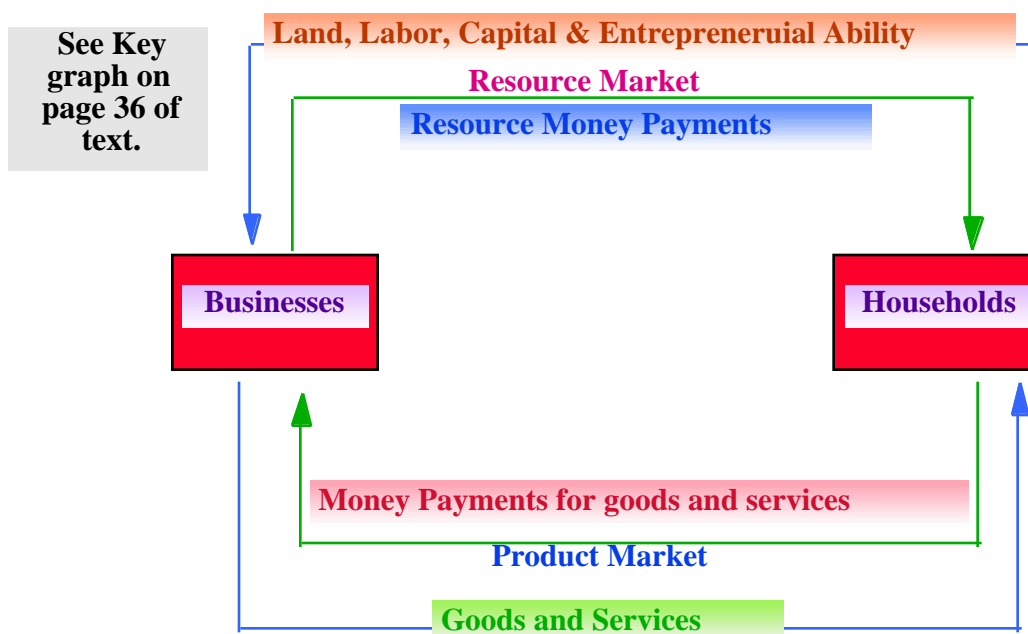 See Key
graph on
page 36 of
text.
Land, Labor, Capital & Entrepreneruial Ability
Resource Market
Resource Money Payments
Businesses
Households
Money Payments for goods and services
Product Market
Goods and Services